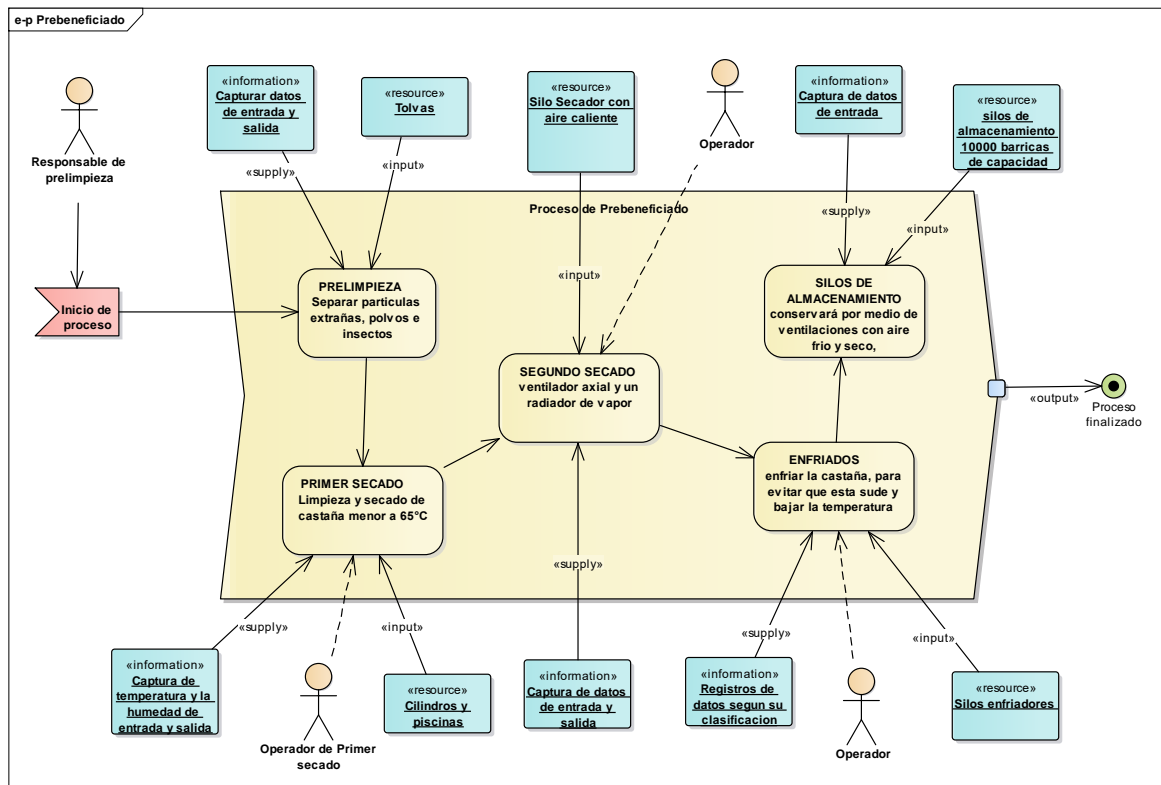 e-p Prebeneficiado
Responsable de
prelimpieza
«information»
Capturar datos
de entrada y
salida
«resource»
Tolvas
«resource»
Silo Secador con
aire caliente
Operador
«information»
Captura de datos
de entrada
«resource»
silos de
almacenamiento
10000 barricas
de capacidad
«supply»
«input»
«input»
«supply»
«input»
Proceso de Prebeneficiado
Inicio de
proceso
PRELIMPIEZA
Separar particulas
extrañas, polvos e
insectos
SILOS DE
ALMACENAMIENTO
conservará por medio de
ventilaciones con aire
frio y seco,
SEGUNDO SECADO
ventilador axial y un
radiador de vapor
«output»
Proceso
finalizado
PRIMER SECADO
Limpieza y secado de
castaña menor a 65°C
ENFRIADOS
enfriar la castaña, para
evitar que esta sude y
bajar la temperatura
«supply»
«input»
«supply»
«supply»
«input»
«information»
Captura de
temperatura y la
humedad de
entrada y salida
Operador de Primer
secado
«resource»
Cilindros y
piscinas
«information»
Captura de datos
de entrada y
salida
«information»
Registros de
datos segun su
clasificacion
Operador
«resource»
Silos enfriadores